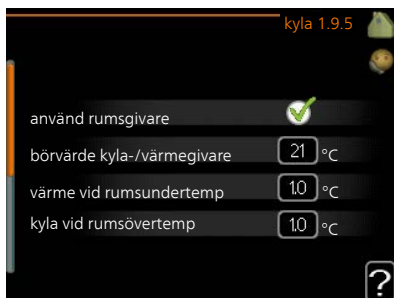 kyla 1.9.5
använd rumsgivare
börvärde kyla-/värmegivare 21 °C
värme vid rumsundertemp 1.0 °C
kyla vid rumsövertemp 1.0 °C
?